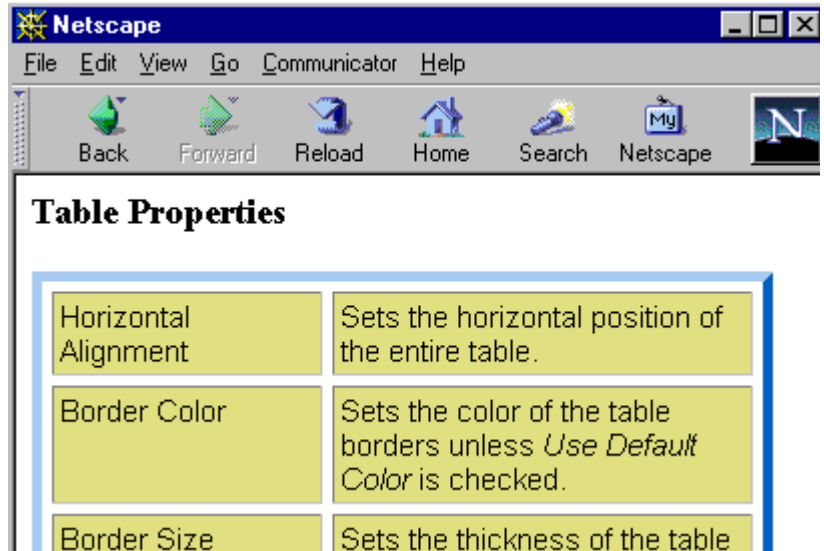 Netscape
File Edit View Go Communicator Help
Back Forward Reload Home Search My Netscape N
Table Properties
Horizontal
Alignment
Sets the horizontal position of
the entire table.
Border Color
Sets the color of the table
borders unless Use Default
Color is checked.
Border Size
Sets the thickness of the table